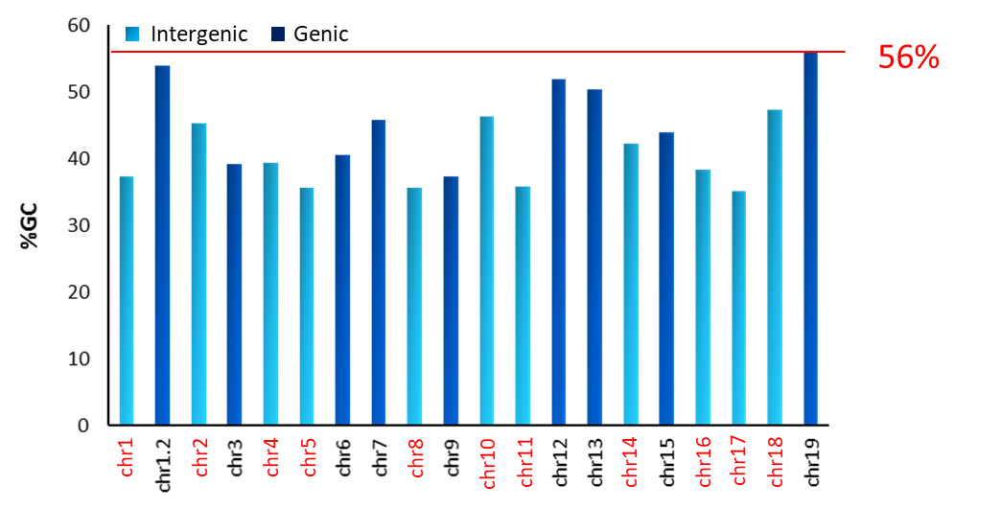 60
Intergenic Genic
56%
50
40
30
20
10
0
%GC
chr1 chr1.2 chr2 chr3 chr4 chr5 chr6 chr7 chr8 chr9 chr10 chr11 chr12 chr13 chr14 chr15 chr16 chr17 chr18 chr19